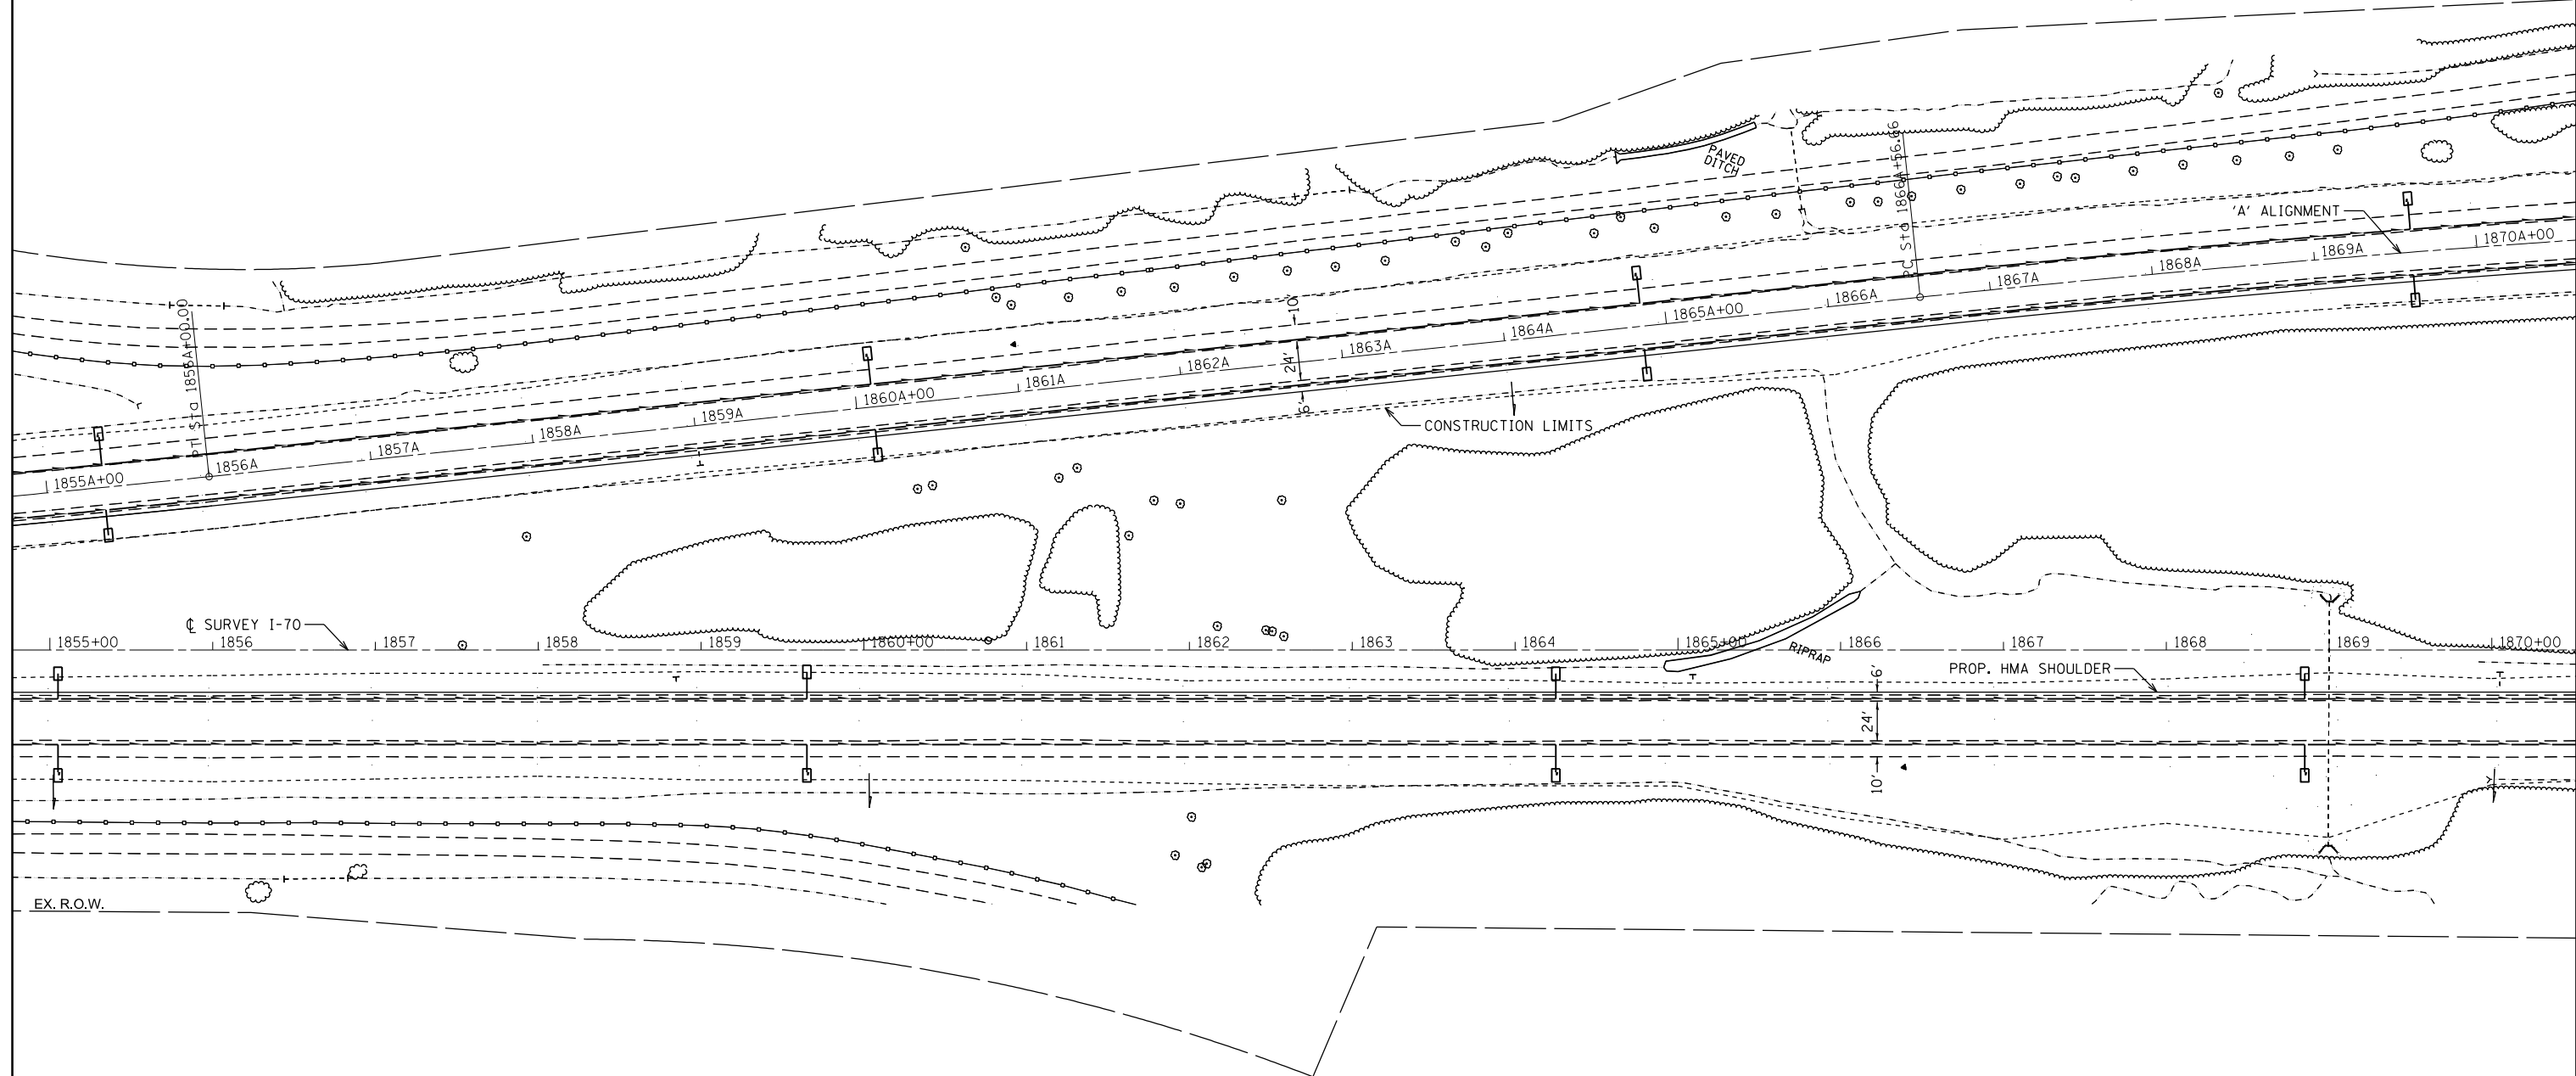 PAVED
DITCH
PC Sta 1866A+56.66
'A' ALIGNMENT
1870A+00
1869A
1868A
1867A
1866A
1865A+00
1864A
1863A
1862A
1861A
1860A+00
1859A
1858A
1857A
1856A
1855A+00
PT Sta 1856A+00.00
10'
24'
6'
CONSTRUCTION LIMITS
℄ SURVEY I-70
1855+00
1856
1857
1858
1859
1860+00
1861
1862
1863
1864
1865+00
1866
1867
1868
1869
1870+00
RIPRAP
PROP. HMA SHOULDER
6'
24'
10'
EX. R.O.W.